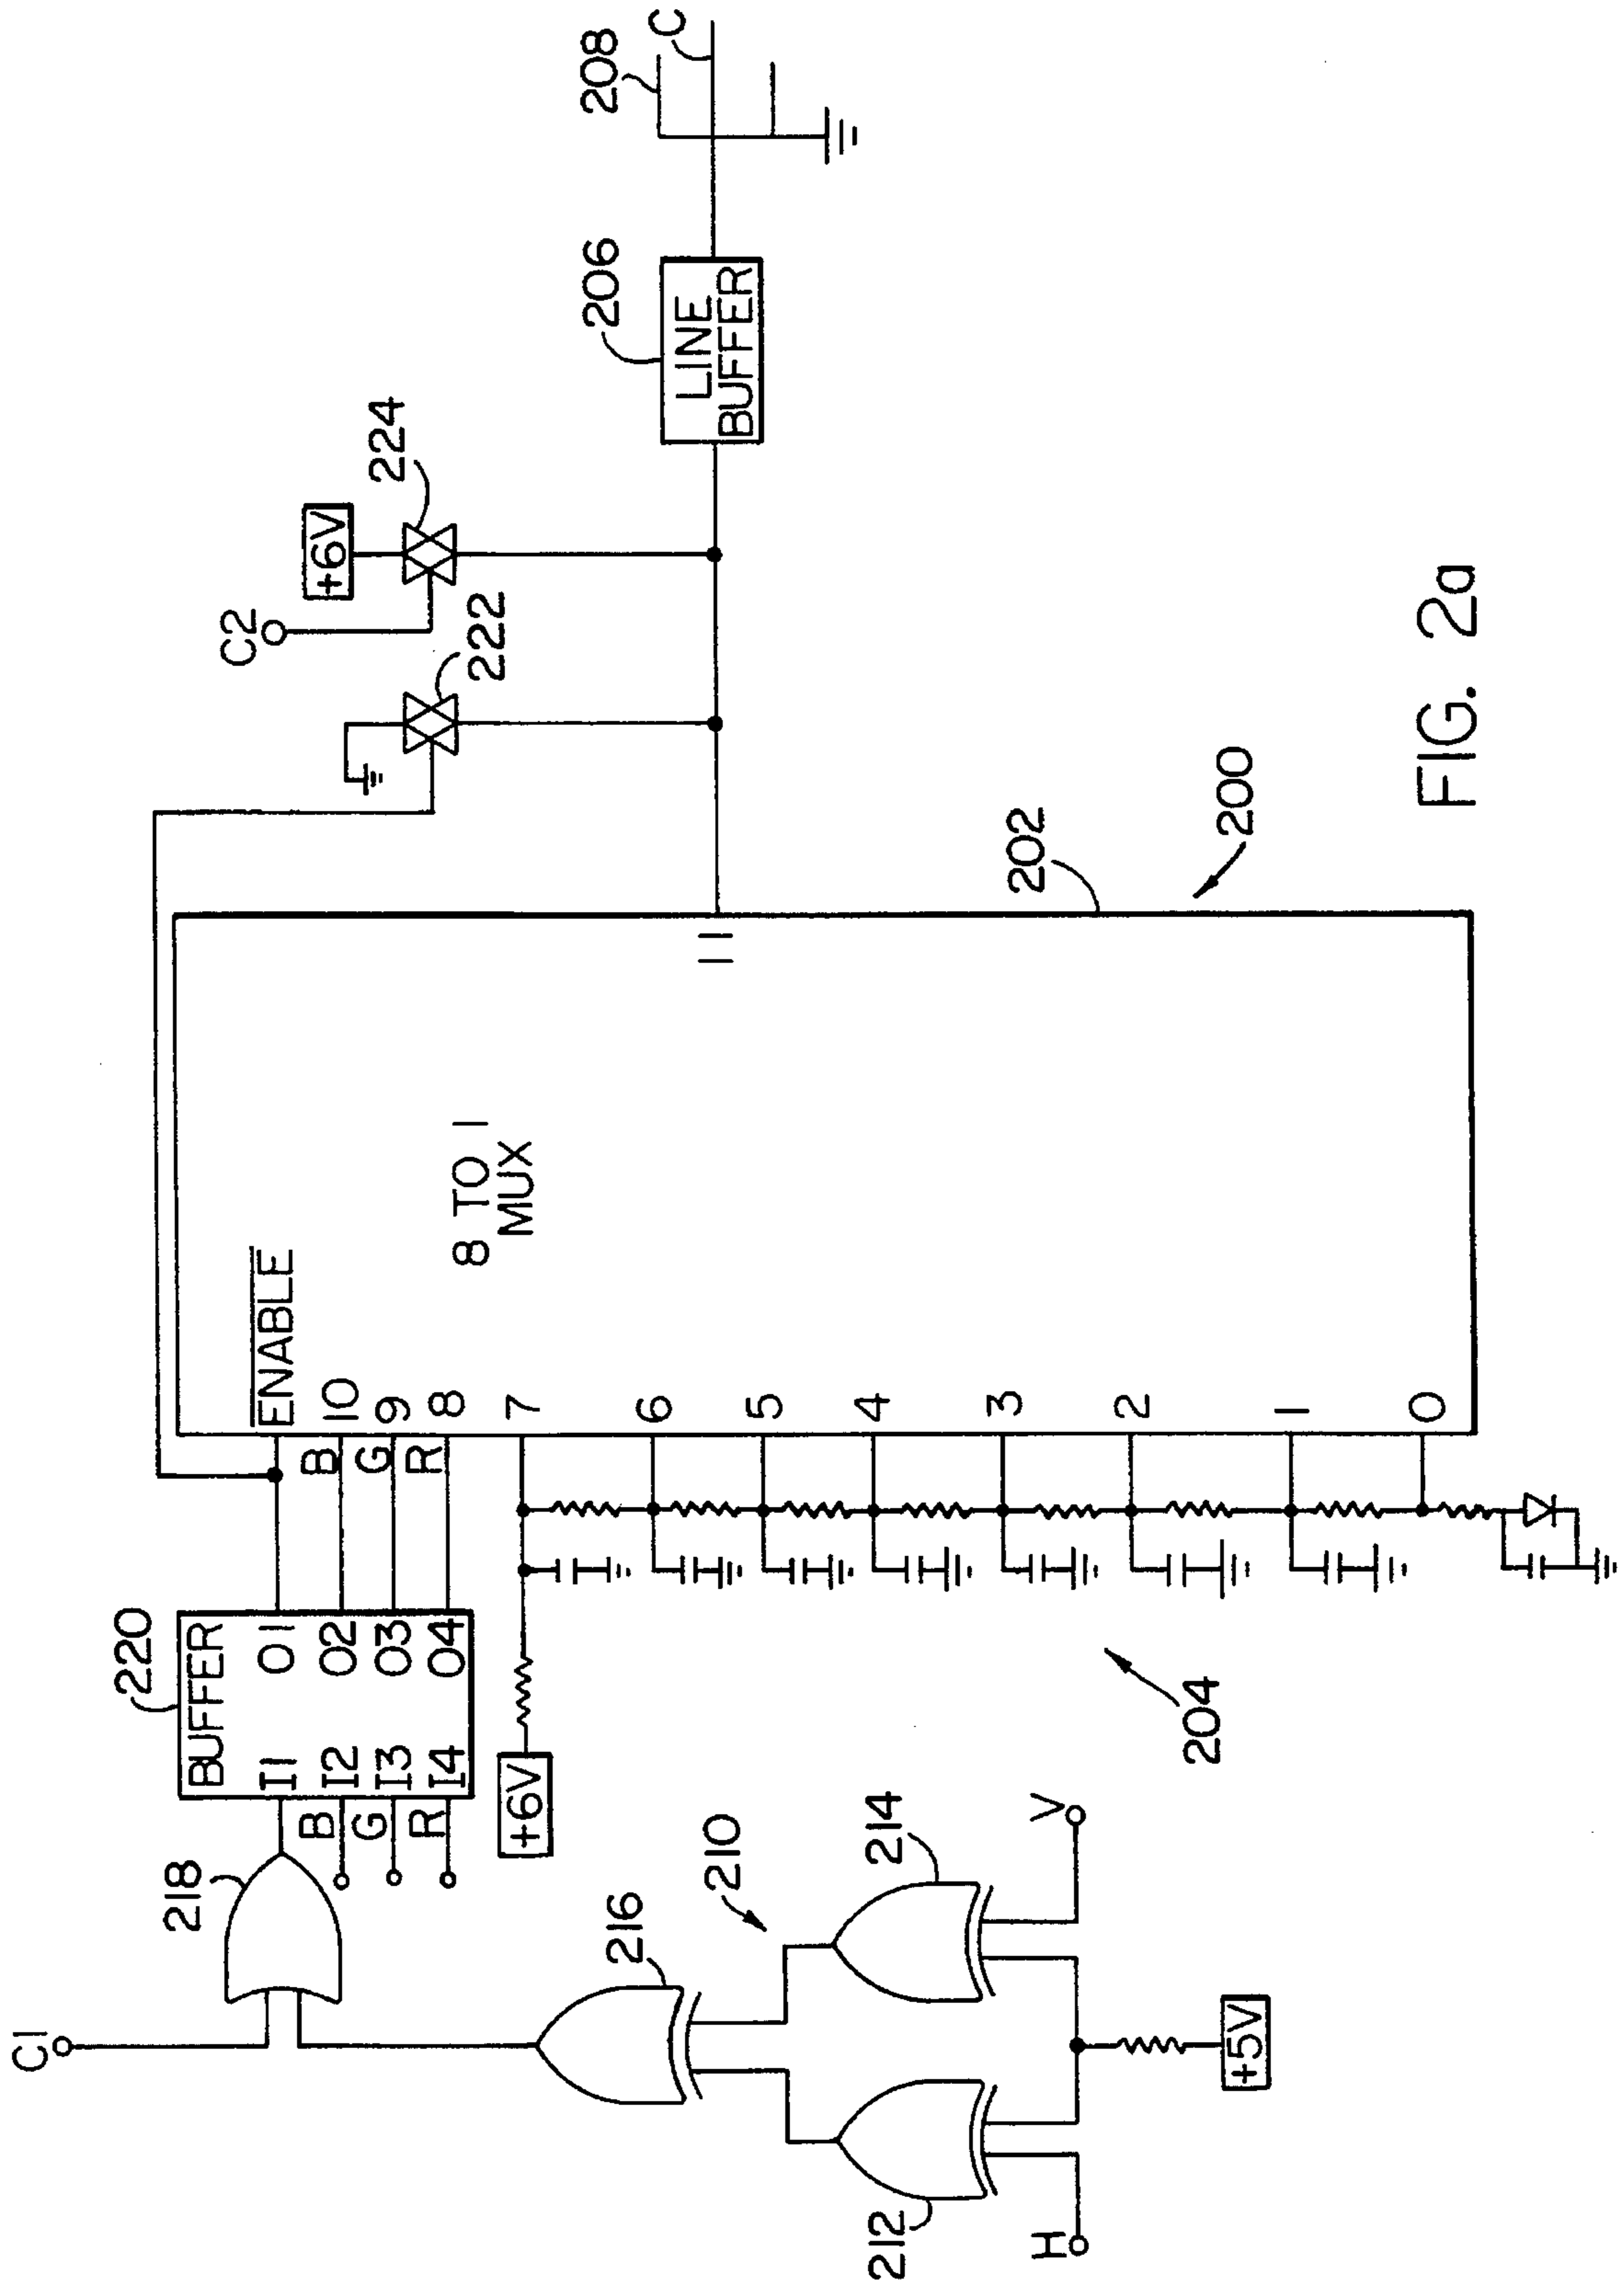 C1
218
BUFFER
220
I1 O1
I2 O2
I3 O3
I4 O4
B
G
R
B
G
R
ENABLE
10
9
8
7
6
5
4
3
2
1
0
8 TO 1
MUX
11
202
200
+6V
204
210
216
214
212
H
V
+5V
C2
+6V
222
224
206
LINE
BUFFER
208
C
FIG. 2a